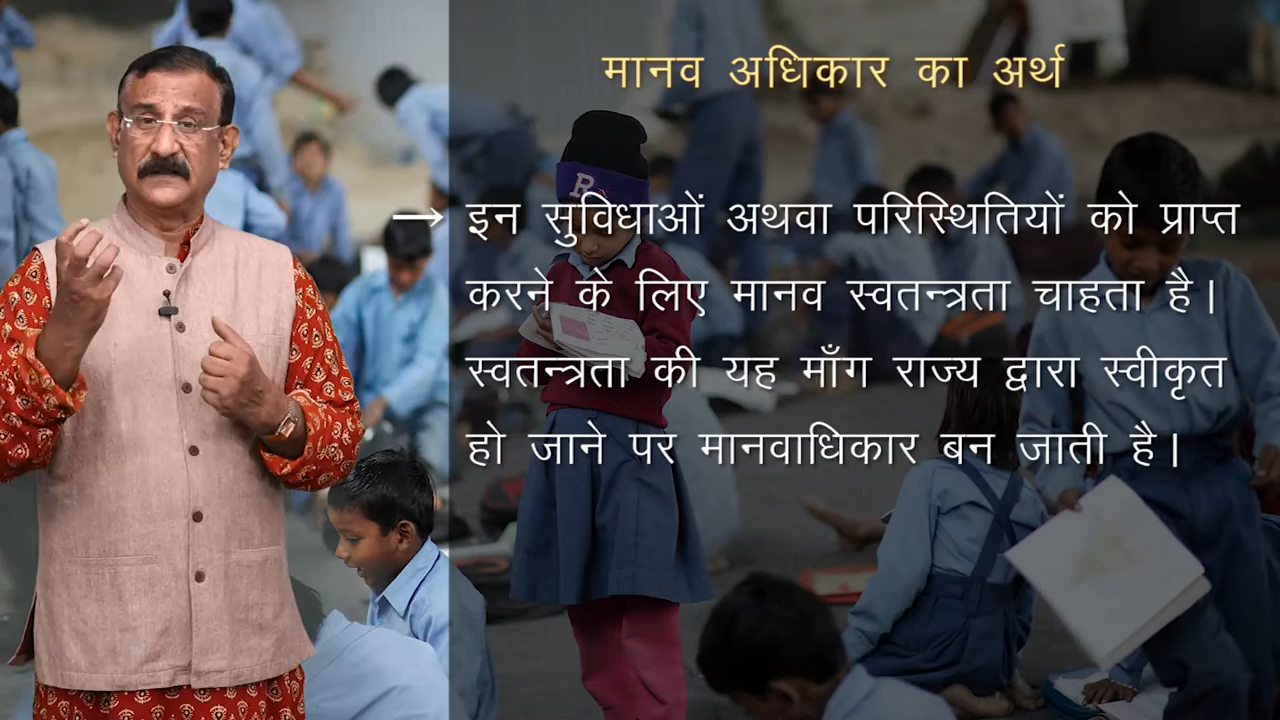 मानव अधिकार का अर्थ
R
→ इन सुविधाओं अथवा परिस्थितियों को प्राप्त
करने के लिए मानव स्वतन्त्रता चाहता है।
स्वतन्त्रता की यह माँग राज्य द्वारा स्वीकृत
हो जाने पर मानवाधिकार बन जाती है।